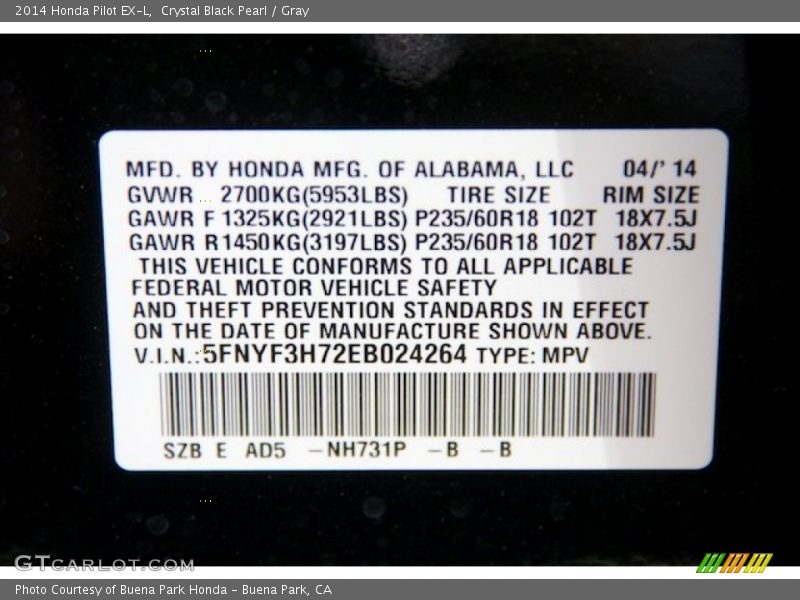 2014 Honda Pilot EX-L, Crystal Black Pearl / Gray
MFD. BY HONDA MFG. OF ALABAMA, LLC 04/' 14
GVWR 2700KG(5953LBS) TIRE SIZE RIM SIZE
GAWR F 1325KG(2921LBS) P235/60R18 102T 18X7.5J
GAWR R 1450KG(3197LBS) P235/60R18 102T 18X7.5J
THIS VEHICLE CONFORMS TO ALL APPLICABLE
FEDERAL MOTOR VEHICLE SAFETY
AND THEFT PREVENTION STANDARDS IN EFFECT
ON THE DATE OF MANUFACTURE SHOWN ABOVE.
V.I.N.:5FNYF3H72EB024264 TYPE: MPV
SZB E AD5 -NH731P -B -B
GTCARLOT.COM
Photo Courtesy of Buena Park Honda - Buena Park, CA